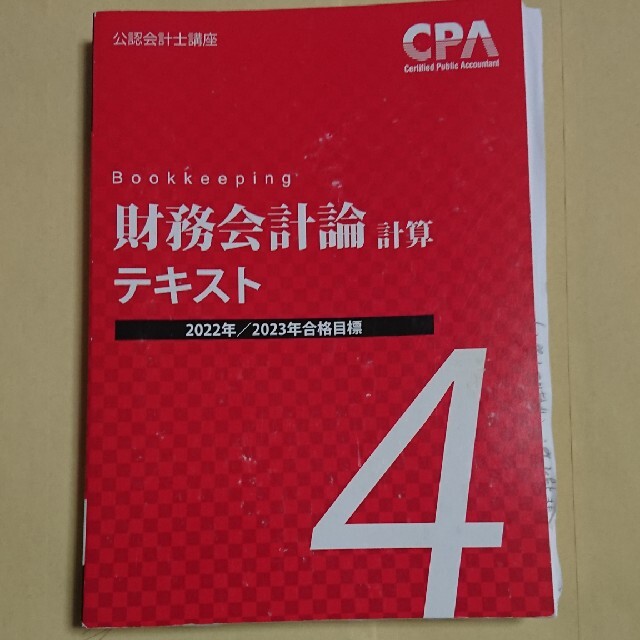 公認会計士講座
CPA
Certified Public Accountant
Bookkeeping
財務会計論 計算
テキスト
2022年／2023年合格目標
4